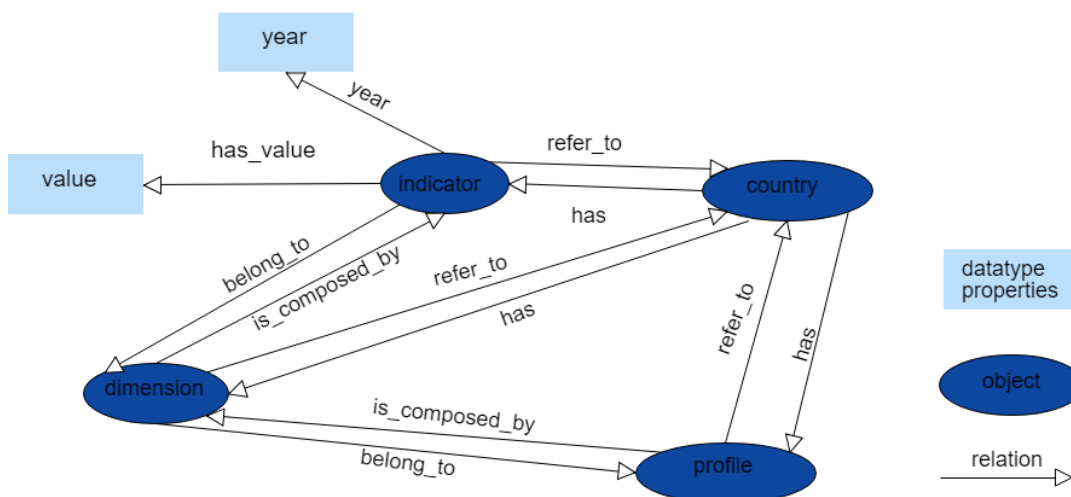 year
year
has_value
refer_to
value
indicator
country
has
belong_to
is_composed_by
refer_to
has
refer_to
has
datatype
properties
dimension
object
is_composed_by
belong_to
profile
relation